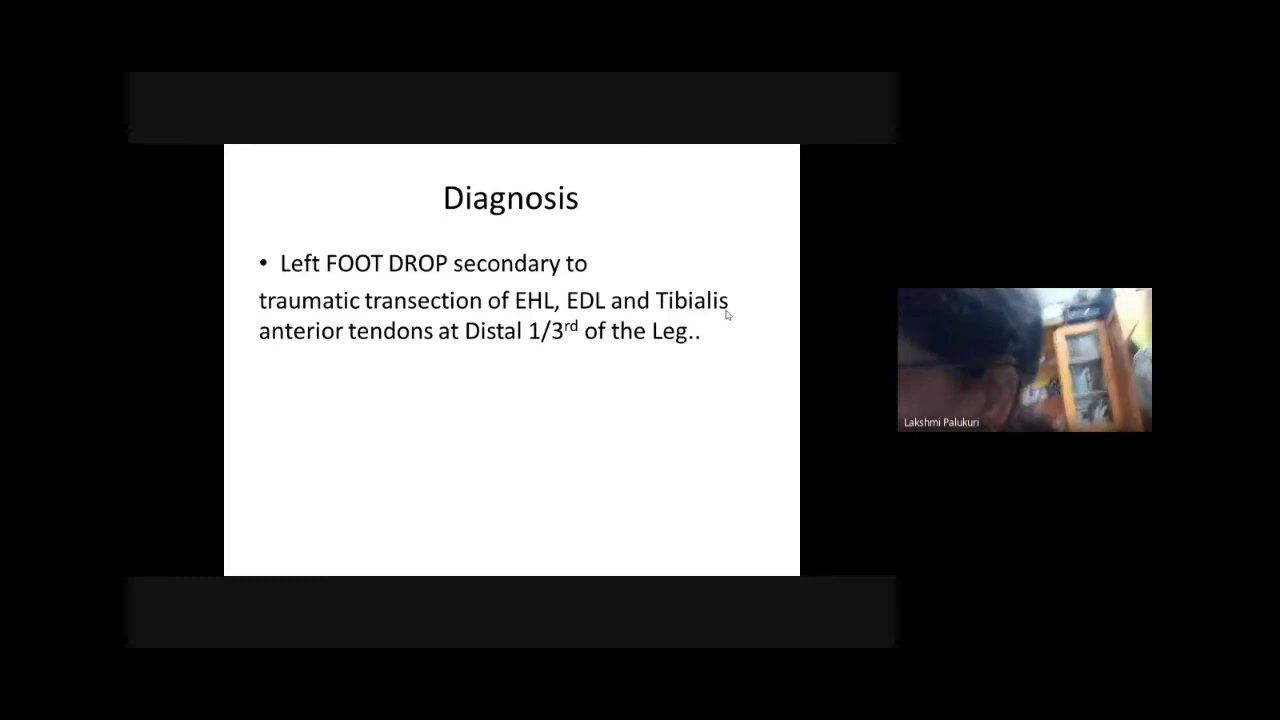 Diagnosis
• Left FOOT DROP secondary to
traumatic transection of EHL, EDL and Tibialis
anterior tendons at Distal 1/3rd of the Leg..
Lakshmi Palukuri